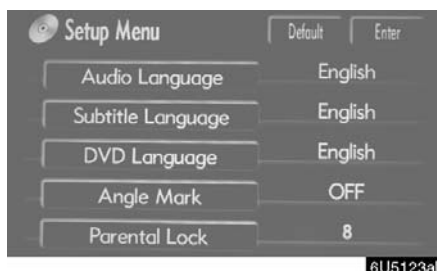 Setup Menu Default Enter
Audio Language English
Subtitle Language English
DVD Language English
Angle Mark OFF
Parental Lock 8
6U5123a